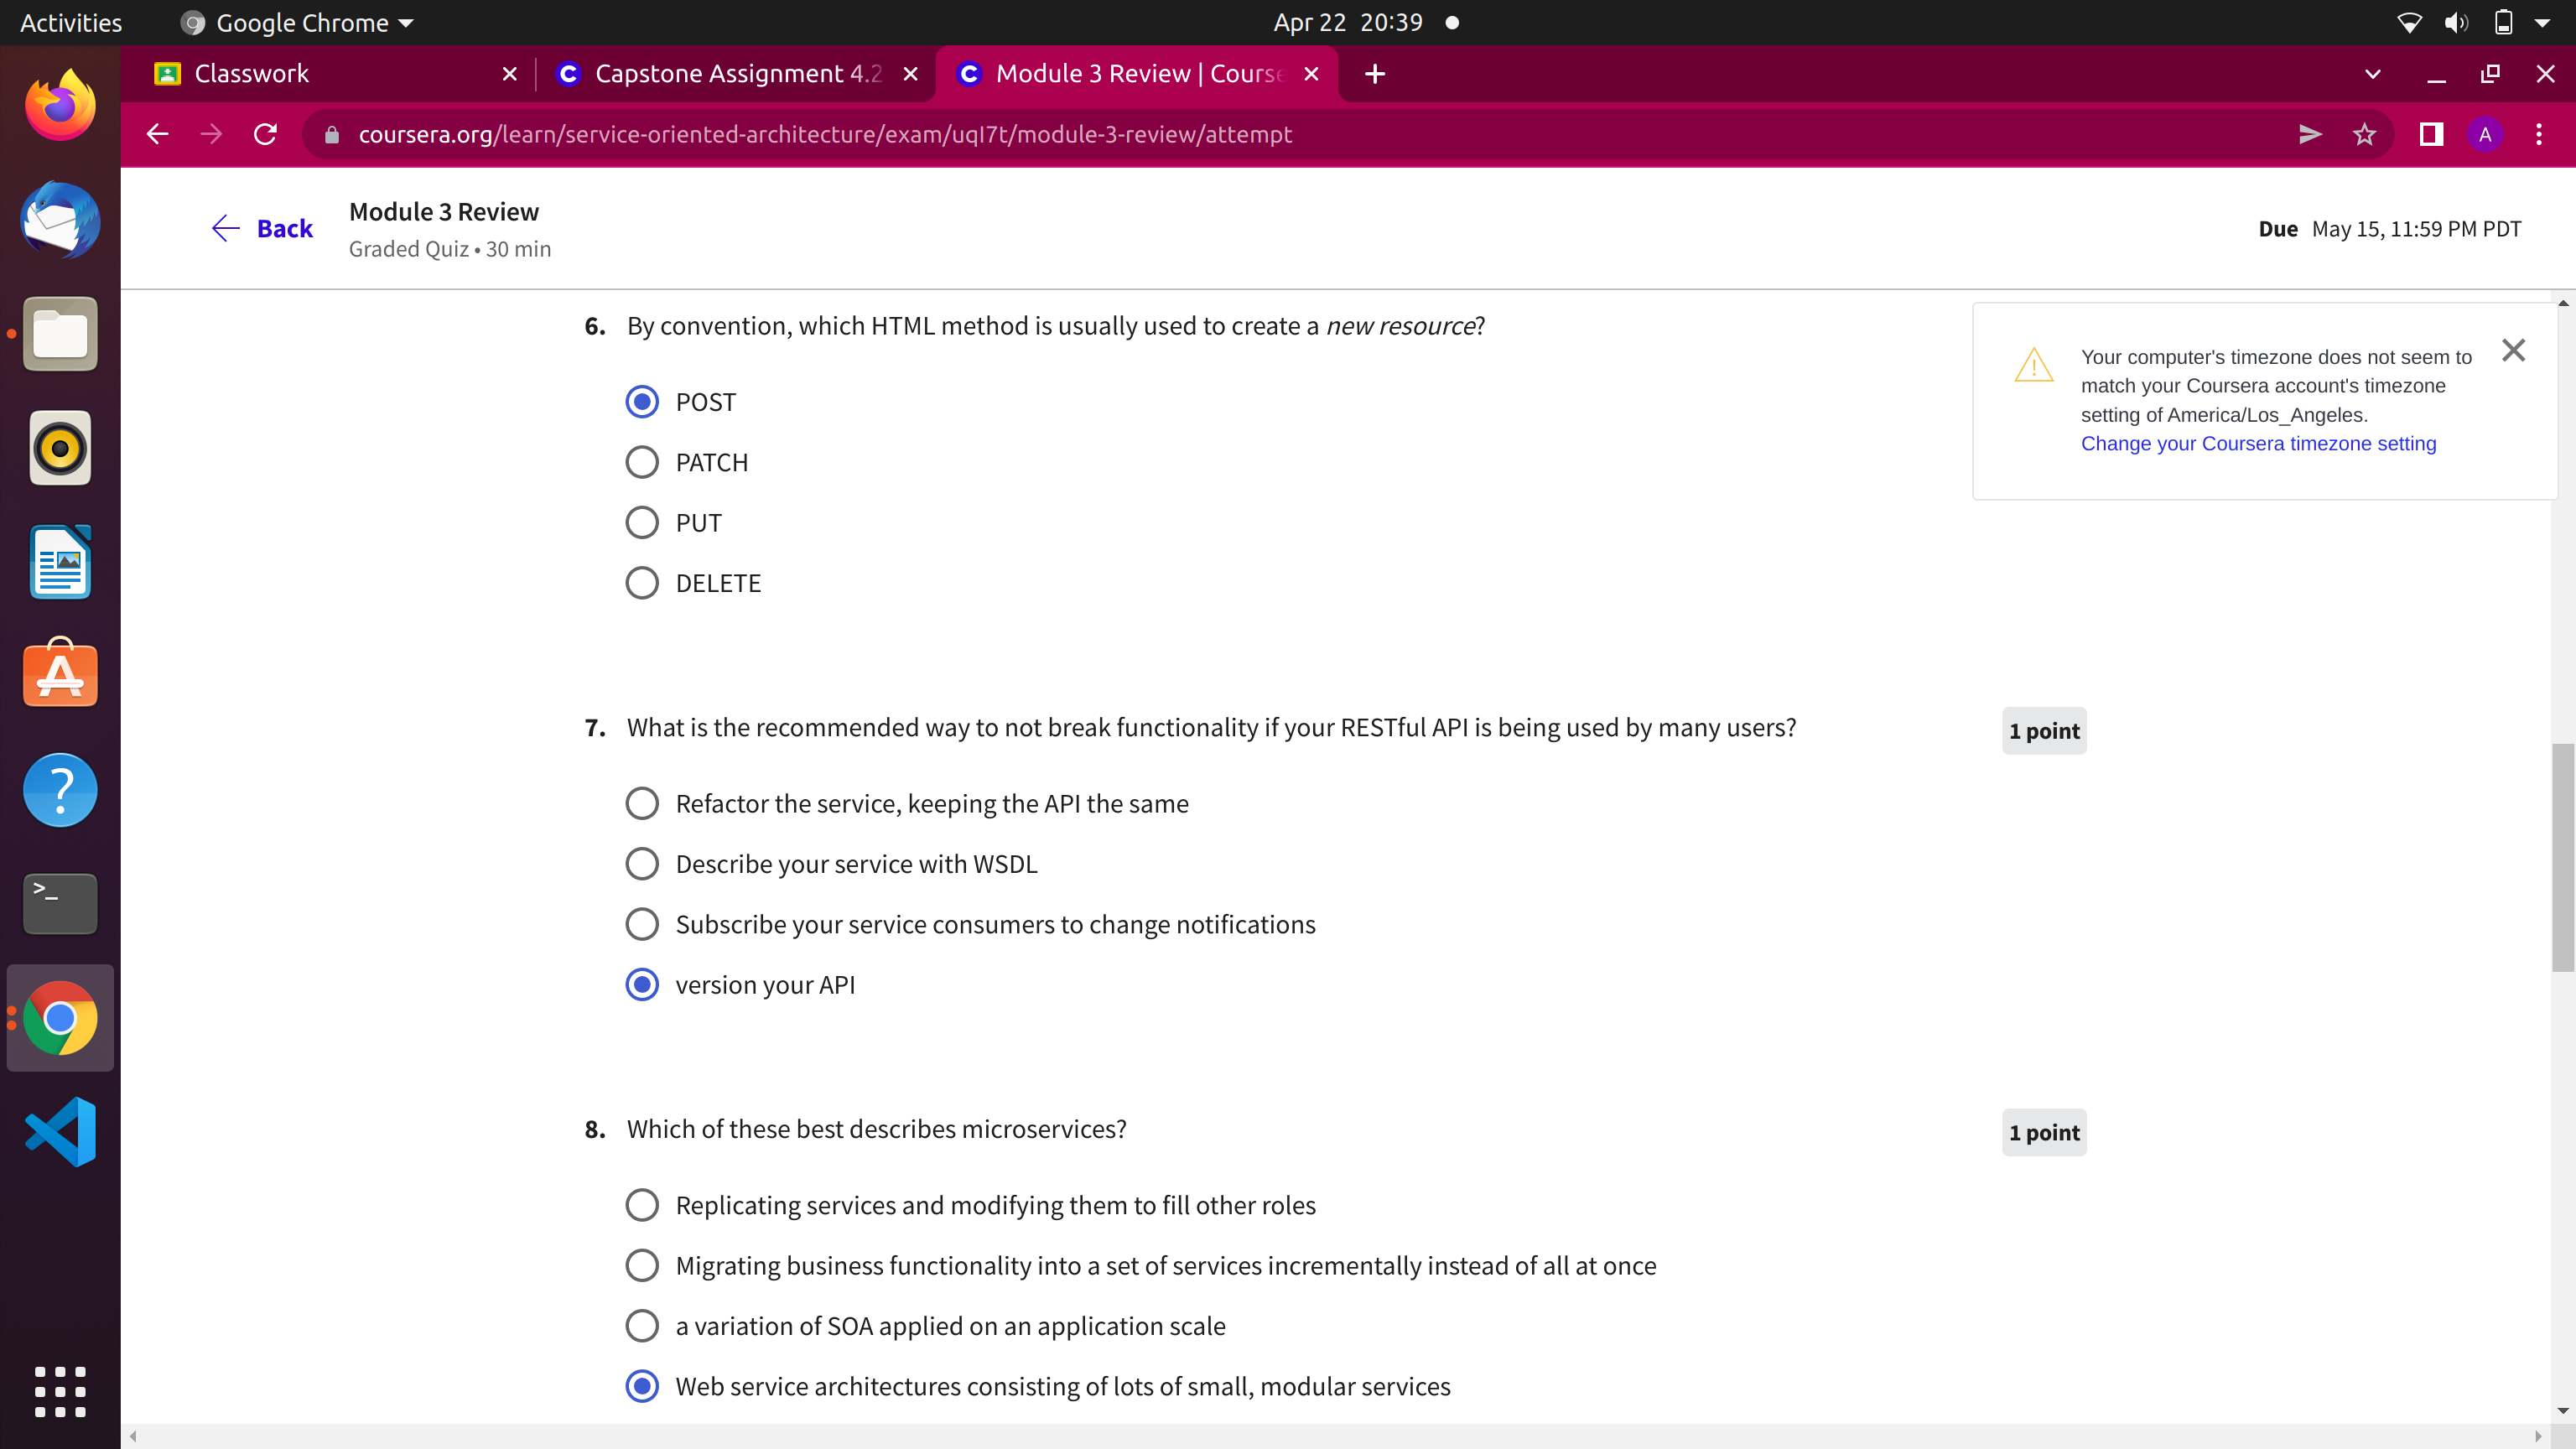 Activities
Google Chrome
Apr 22 20:39
Classwork
Capstone Assignment 4.2
Module 3 Review | Course
coursera.org/learn/service-oriented-architecture/exam/uqI7t/module-3-review/attempt
A
Back
Module 3 Review
Graded Quiz • 30 min
Due May 15, 11:59 PM PDT
6. By convention, which HTML method is usually used to create a new resource?
POST
PATCH
PUT
DELETE
Your computer's timezone does not seem to
match your Coursera account's timezone
setting of America/Los_Angeles.
Change your Coursera timezone setting
7. What is the recommended way to not break functionality if your RESTful API is being used by many users?
1 point
Refactor the service, keeping the API the same
Describe your service with WSDL
Subscribe your service consumers to change notifications
version your API
8. Which of these best describes microservices?
1 point
Replicating services and modifying them to fill other roles
Migrating business functionality into a set of services incrementally instead of all at once
a variation of SOA applied on an application scale
Web service architectures consisting of lots of small, modular services